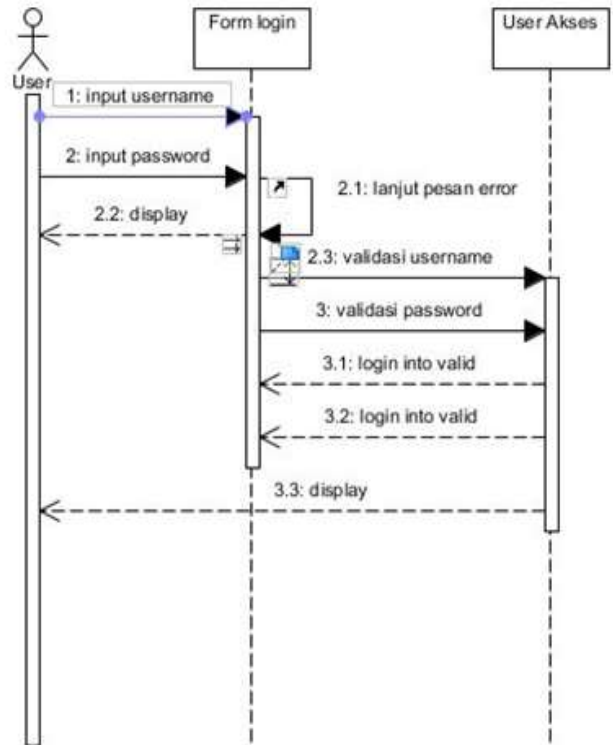 Form login
User Akses
User
1: input username
2: input password
2.1: lanjut pesan error
2.2: display
2.3: validasi username
3: validasi password
3.1: login into valid
3.2: login into valid
3.3: display